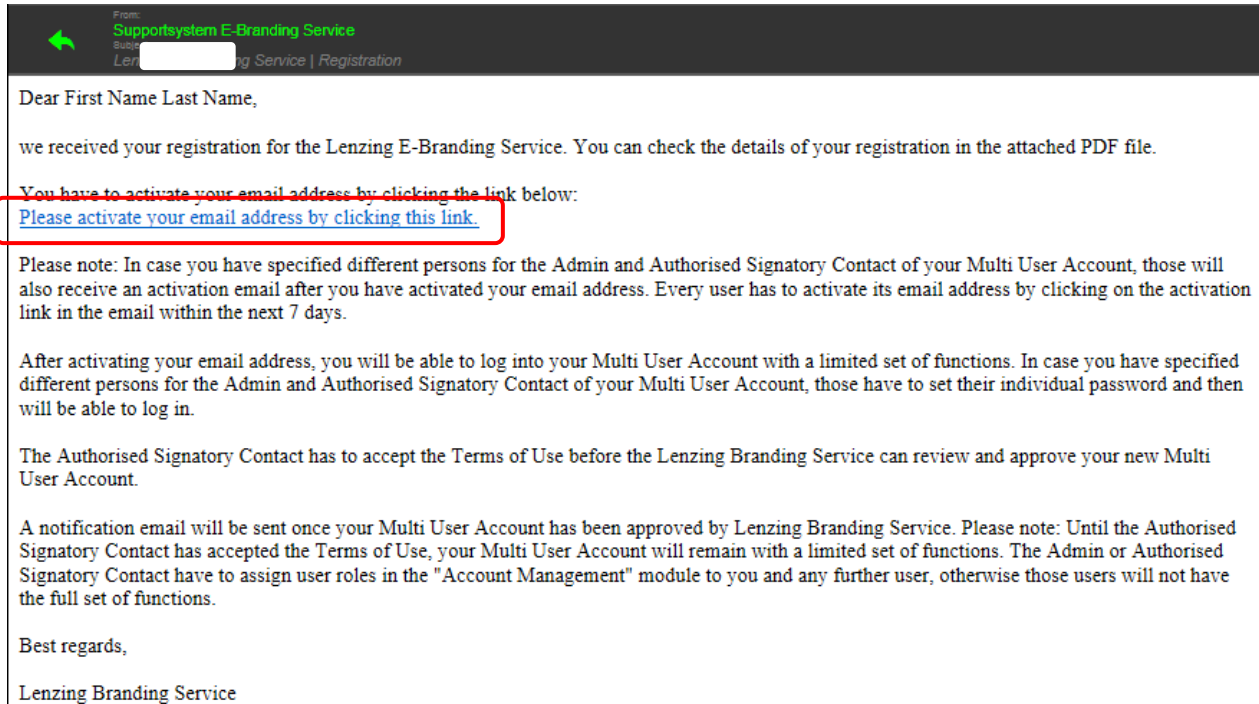 From:
Supportsystem E-Branding Service
Len ng Service | Registration
Dear First Name Last Name,
we received your registration for the Lenzing E-Branding Service. You can check the details of your registration in the attached PDF file.
You have to activate your email address by clicking the link below:
Please activate your email address by clicking this link.
Please note: In case you have specified different persons for the Admin and Authorised Signatory Contact of your Multi User Account, those will
also receive an activation email after you have activated your email address. Every user has to activate its email address by clicking on the activation
link in the email within the next 7 days.
After activating your email address, you will be able to log into your Multi User Account with a limited set of functions. In case you have specified
different persons for the Admin and Authorised Signatory Contact of your Multi User Account, those have to set their individual password and then
will be able to log in.
The Authorised Signatory Contact has to accept the Terms of Use before the Lenzing Branding Service can review and approve your new Multi
User Account.
A notification email will be sent once your Multi User Account has been approved by Lenzing Branding Service. Please note: Until the Authorised
Signatory Contact has accepted the Terms of Use, your Multi User Account will remain with a limited set of functions. The Admin or Authorised
Signatory Contact have to assign user roles in the "Account Management" module to you and any further user, otherwise those users will not have
the full set of functions.
Best regards,
Lenzing Branding Service